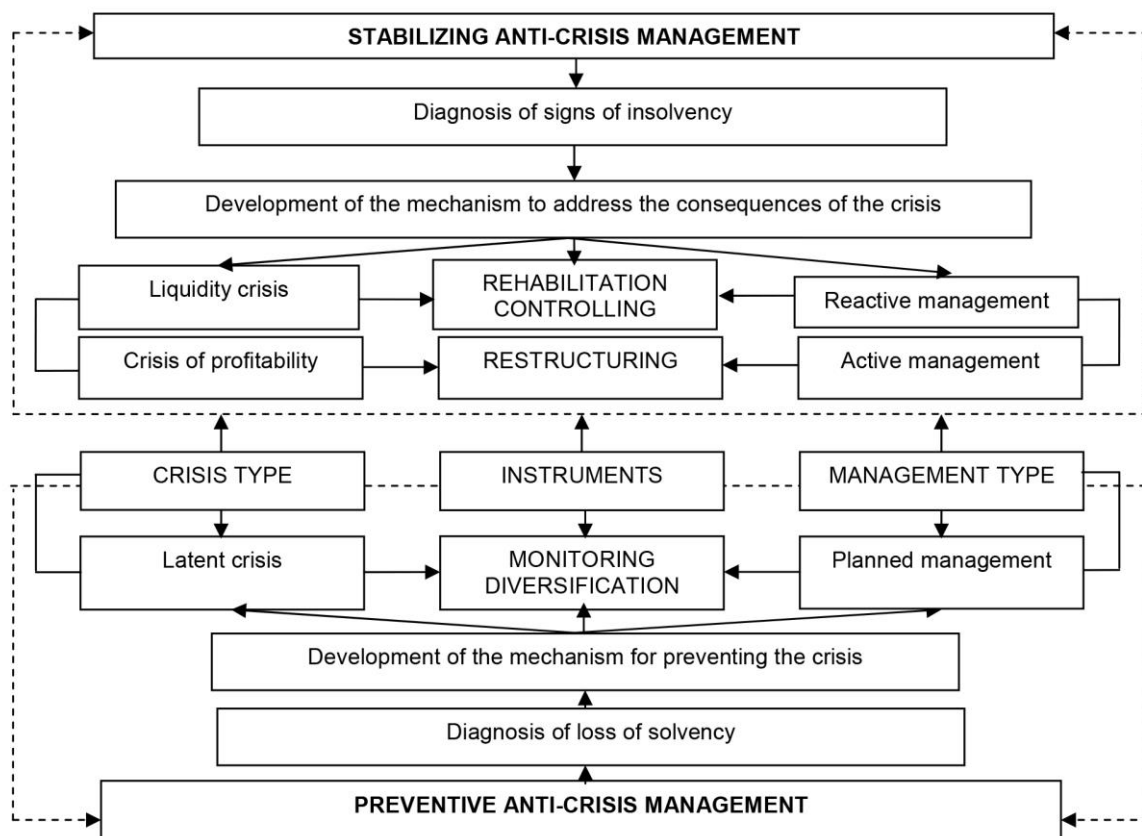 STABILIZING ANTI-CRISIS MANAGEMENT
Diagnosis of signs of insolvency
Development of the mechanism to address the consequences of the crisis
Liquidity crisis
REHABILITATION
CONTROLLING
Reactive management
Crisis of profitability
RESTRUCTURING
Active management
CRISIS TYPE
INSTRUMENTS
MANAGEMENT TYPE
Latent crisis
MONITORING
DIVERSIFICATION
Planned management
Development of the mechanism for preventing the crisis
Diagnosis of loss of solvency
PREVENTIVE ANTI-CRISIS MANAGEMENT